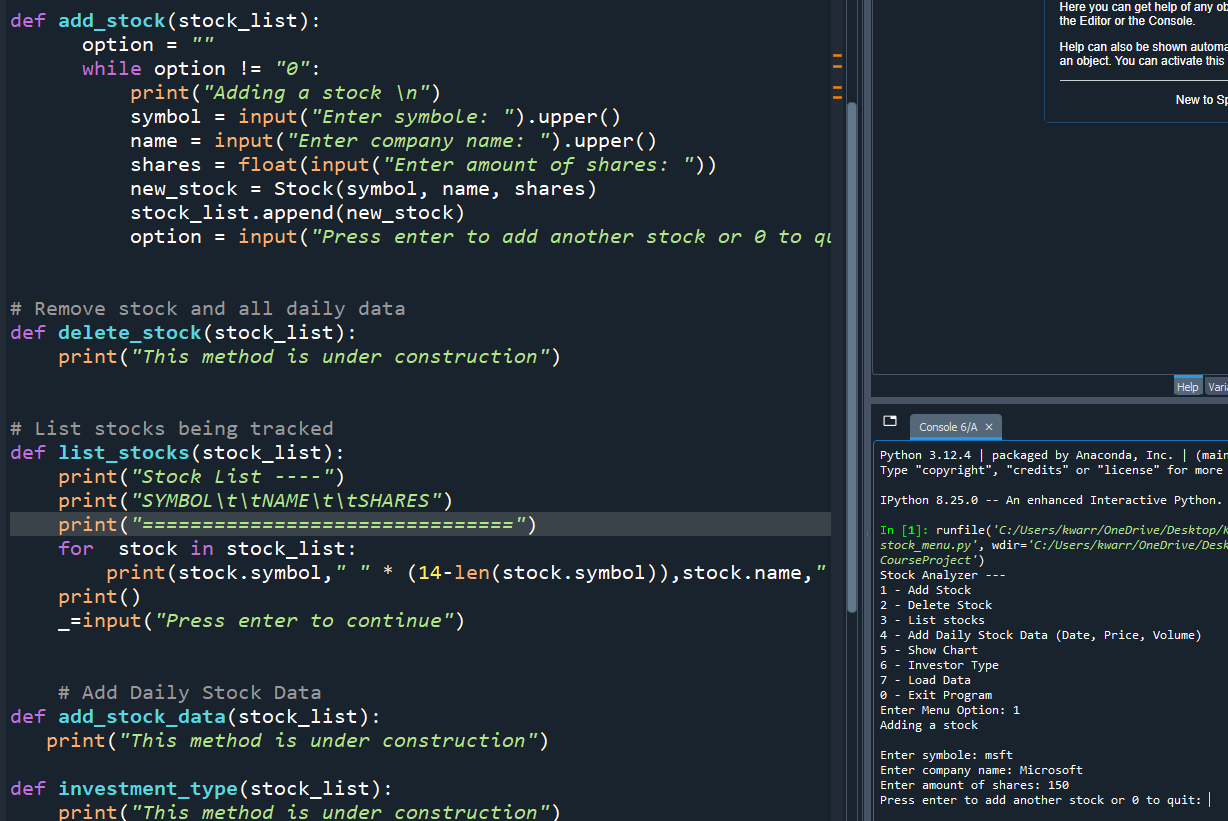 def add_stock(stock_list):
      option = ""
      while option != "0":
          print("Adding a stock \n")
          symbol = input("Enter symbole: ").upper()
          name = input("Enter company name: ").upper()
          shares = float(input("Enter amount of shares: "))
          new_stock = Stock(symbol, name, shares)
          stock_list.append(new_stock)
          option = input("Press enter to add another stock or 0 to
# Remove stock and all daily data
def delete_stock(stock_list):
    print("This method is under construction")
# List stocks being tracked
def list_stocks(stock_list):
    print("Stock List ----")
    print("SYMBOL\t\tNAME\t\tSHARES")
    print("===============================")
    for  stock in stock_list:
        print(stock.symbol," " * (14-len(stock.symbol)),stock.name,"
    print()
    _=input("Press enter to continue")
    # Add Daily Stock Data
def add_stock_data(stock_list):
   print("This method is under construction")
def investment_type(stock_list):
    print("This method is under construction")
Here you can get help of any
the Editor or the Console.
Help can also be shown
an object. You can activate this
New to
Help
Console 6/A ×
Python 3.12.4 | packaged by Anaconda, Inc. |
Type "copyright", "credits" or "license" for more
IPython 8.25.0 -- An enhanced Interactive Python.
In [1]: runfile('C:/Users/kwarr/OneDrive/Desktop/
stock_menu.py', wdir='C:/Users/kwarr/OneDrive/
CourseProject')
Stock Analyzer ---
1 - Add Stock
2 - Delete Stock
3 - List stocks
4 - Add Daily Stock Data (Date, Price, Volume)
5 - Show Chart
6 - Investor Type
7 - Load Data
0 - Exit Program
Enter Menu Option: 1
Adding a stock
Enter symbole: msft
Enter company name: Microsoft
Enter amount of shares: 150
Press enter to add another stock or 0 to quit: